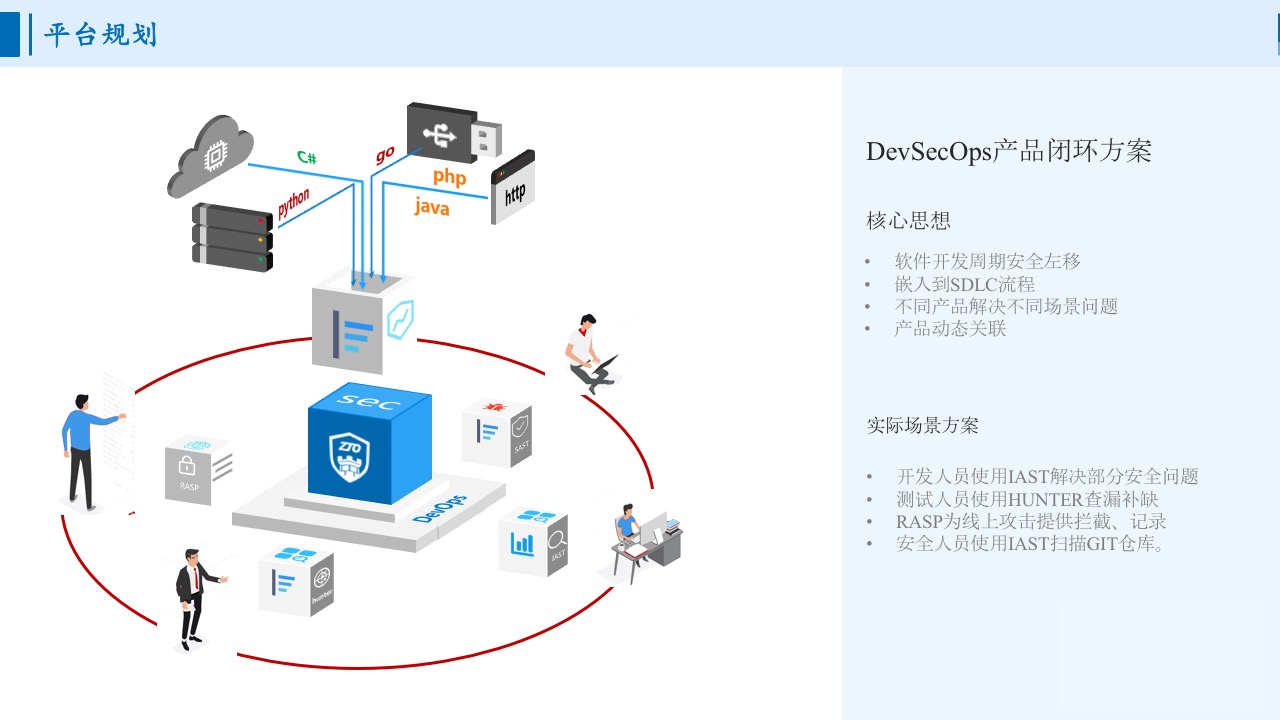 平台规划
C#
go
python
php
java
http
sec
ZTO
DevOps
SAST
RASP
IAST
hunter
DevSecOps产品闭环方案
核心思想
• 软件开发周期安全左移
• 嵌入到SDLC流程
• 不同产品解决不同场景问题
• 产品动态关联
实际场景方案
• 开发人员使用IAST解决部分安全问题
• 测试人员使用HUNTER查漏补缺
• RASP为线上攻击提供拦截、记录
• 安全人员使用IAST扫描GIT仓库。